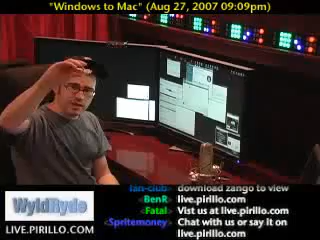 "Windows to Mac" (Aug 27, 2007 09:09pm)
fan-club> download zango to view
<BenR> live.pirillo.com
<Fatal> Vist us at live.pirillo.com
<Spritemoney> Chat with us or say it on
live.pirillo.com
WyldRyde
LIVE.PIRILLO.COM